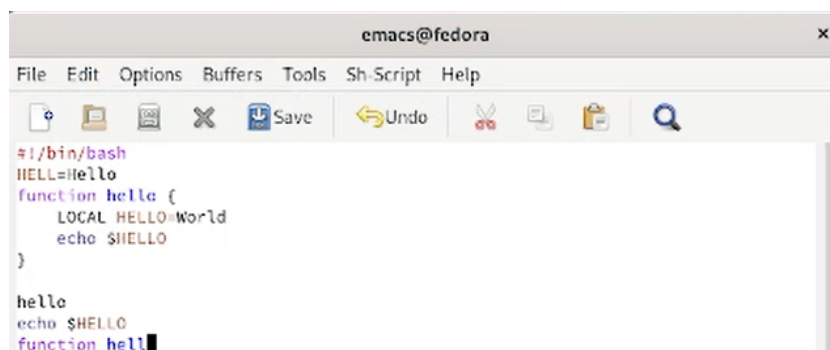 emacs@fedora ×
File Edit Options Buffers Tools Sh-Script Help
Save Undo
#!/bin/bash
HELL=Hello
function hello {
    LOCAL HELLO=World
    echo $HELLO
}
hello
echo $HELLO
function hell